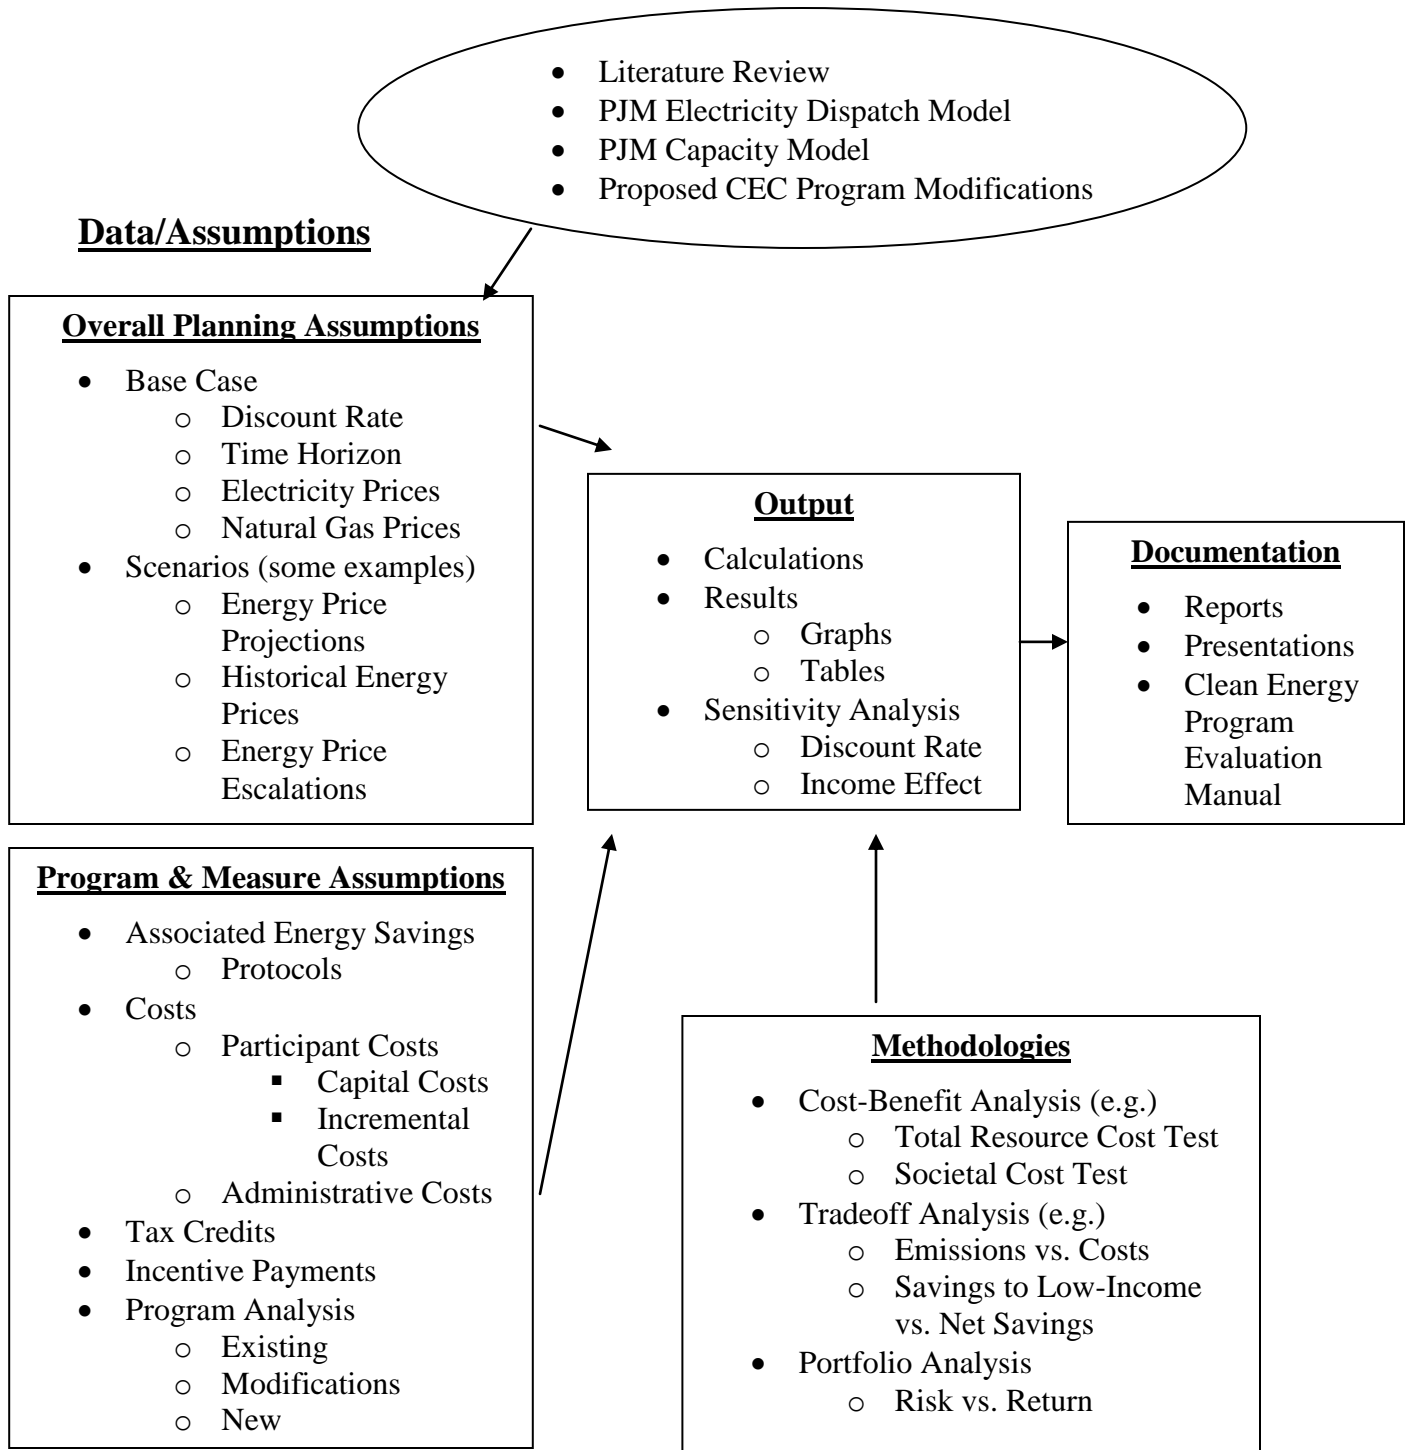 Literature Review
PJM Electricity Dispatch Model
PJM Capacity Model
Proposed CEC Program Modifications
Data/Assumptions
Overall Planning Assumptions
Base Case
Discount Rate
Time Horizon
Electricity Prices
Natural Gas Prices
Scenarios (some examples)
Energy Price
Projections
Historical Energy
Prices
Energy Price
Escalations
Program & Measure Assumptions
Associated Energy Savings
Protocols
Costs
Participant Costs
Capital Costs
Incremental
Costs
Administrative Costs
Tax Credits
Incentive Payments
Program Analysis
Existing
Modifications
New
Output
Calculations
Results
Graphs
Tables
Sensitivity Analysis
Discount Rate
Income Effect
Documentation
Reports
Presentations
Clean Energy
Program
Evaluation
Manual
Methodologies
Cost-Benefit Analysis (e.g.)
Total Resource Cost Test
Societal Cost Test
Tradeoff Analysis (e.g.)
Emissions vs. Costs
Savings to Low-Income
vs. Net Savings
Portfolio Analysis
Risk vs. Return